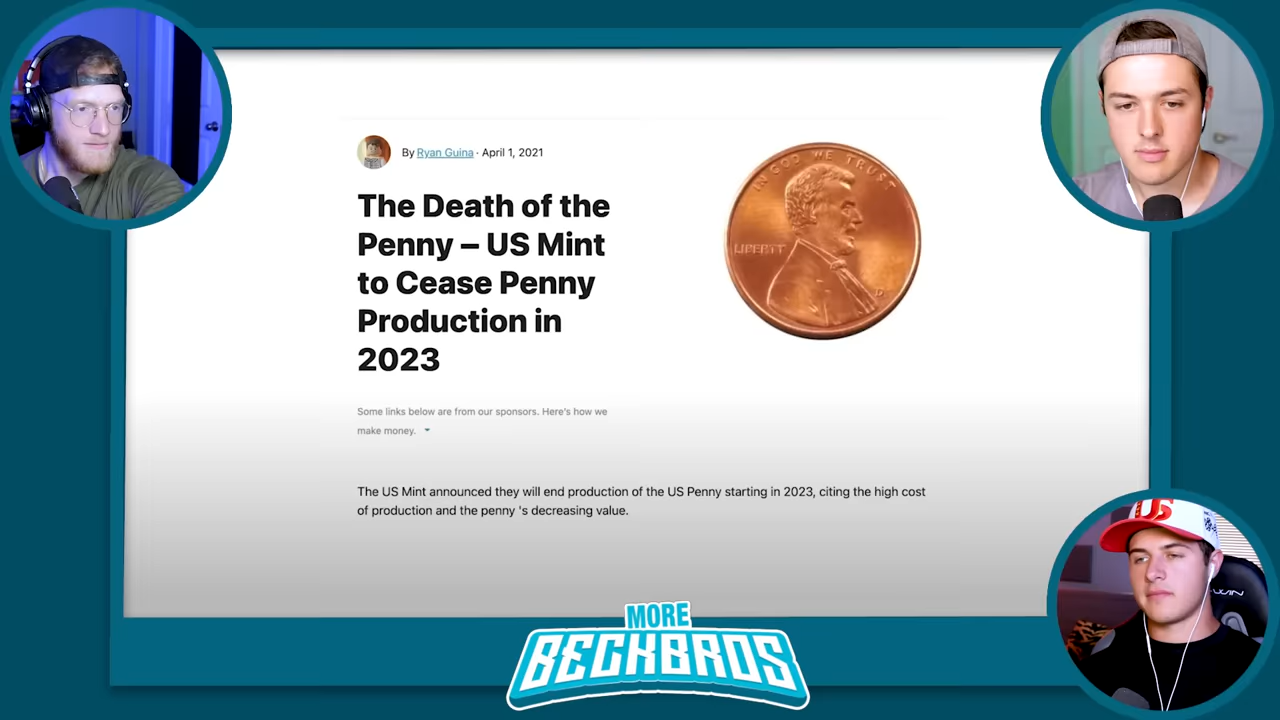 By Ryan Guina · April 1, 2021
The Death of the
Penny – US Mint
to Cease Penny
Production in
2023
IN GOD WE TRUST
LIBERTY
D
Some links below are from our sponsors. Here's how we
make money.
The US Mint announced they will end production of the US Penny starting in 2023, citing the high cost
of production and the penny 's decreasing value.
US
WIN
MORE
BECKBROS